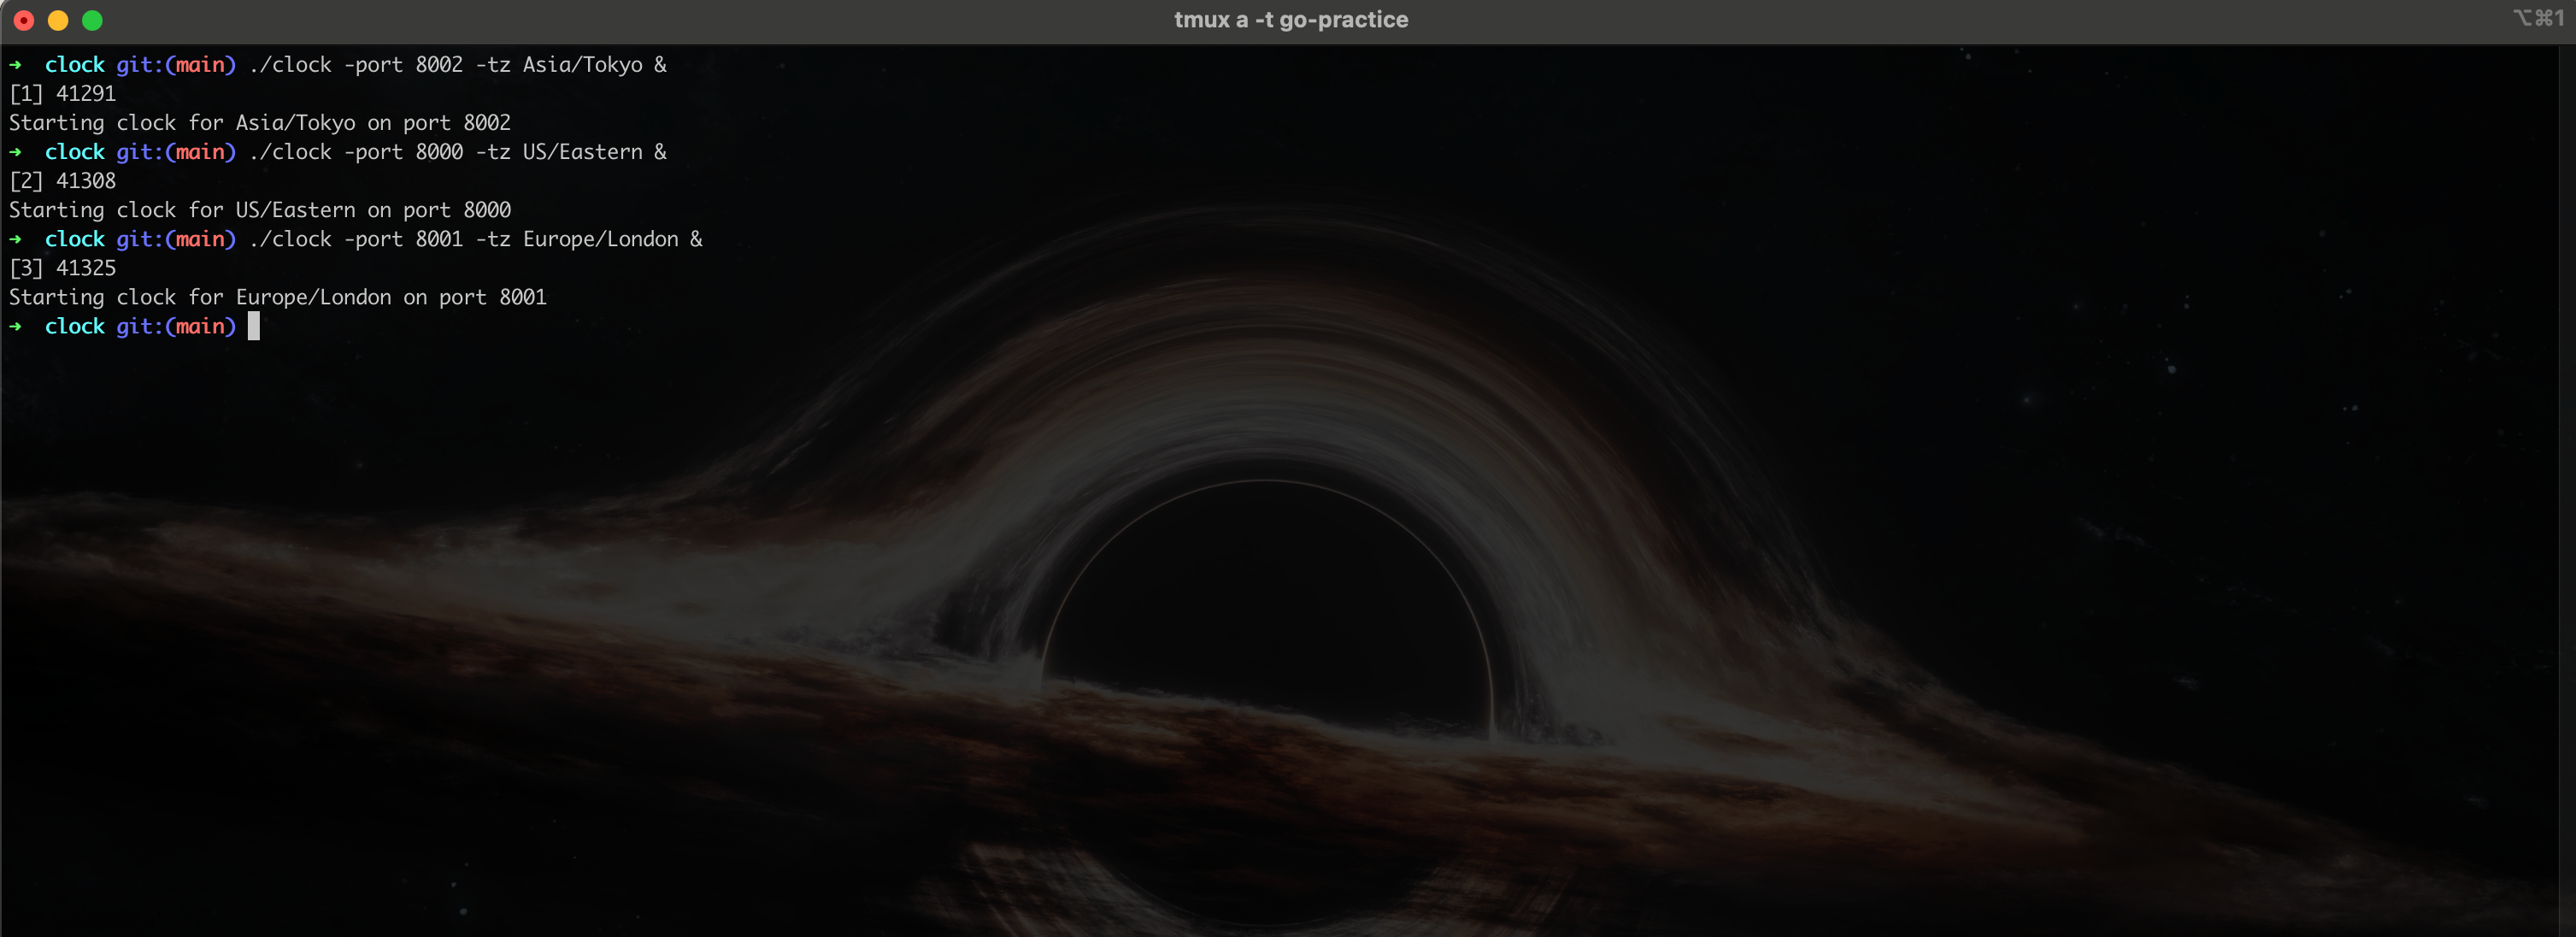 tmux a -t go-practice
⌥⌘1
➜  clock git:(main) ./clock -port 8002 -tz Asia/Tokyo &
[1] 41291
Starting clock for Asia/Tokyo on port 8002
➜  clock git:(main) ./clock -port 8000 -tz US/Eastern &
[2] 41308
Starting clock for US/Eastern on port 8000
➜  clock git:(main) ./clock -port 8001 -tz Europe/London &
[3] 41325
Starting clock for Europe/London on port 8001
➜  clock git:(main)